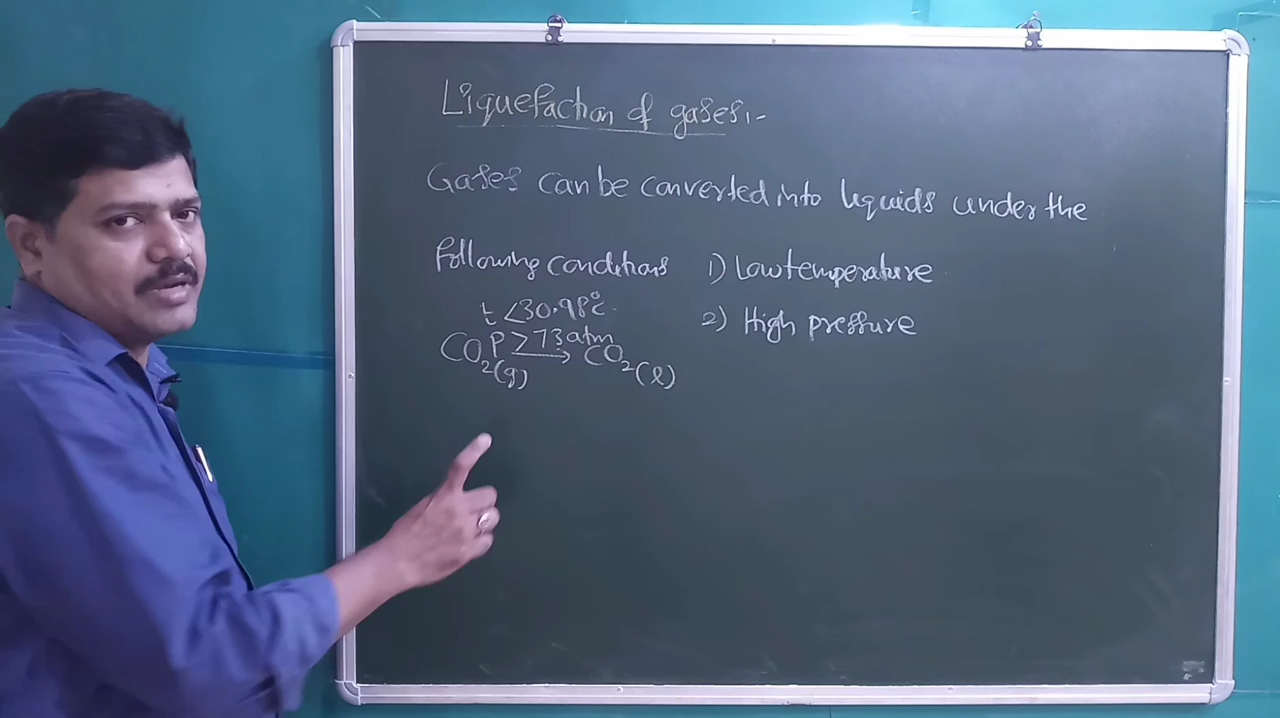 Liquefaction of gases:-
Gases can be converted into liquids under the
following conditions 1) Low temperature
2) High pressure
t < 30.98°C
P > 73 atm
CO₂(g) → CO₂(l)